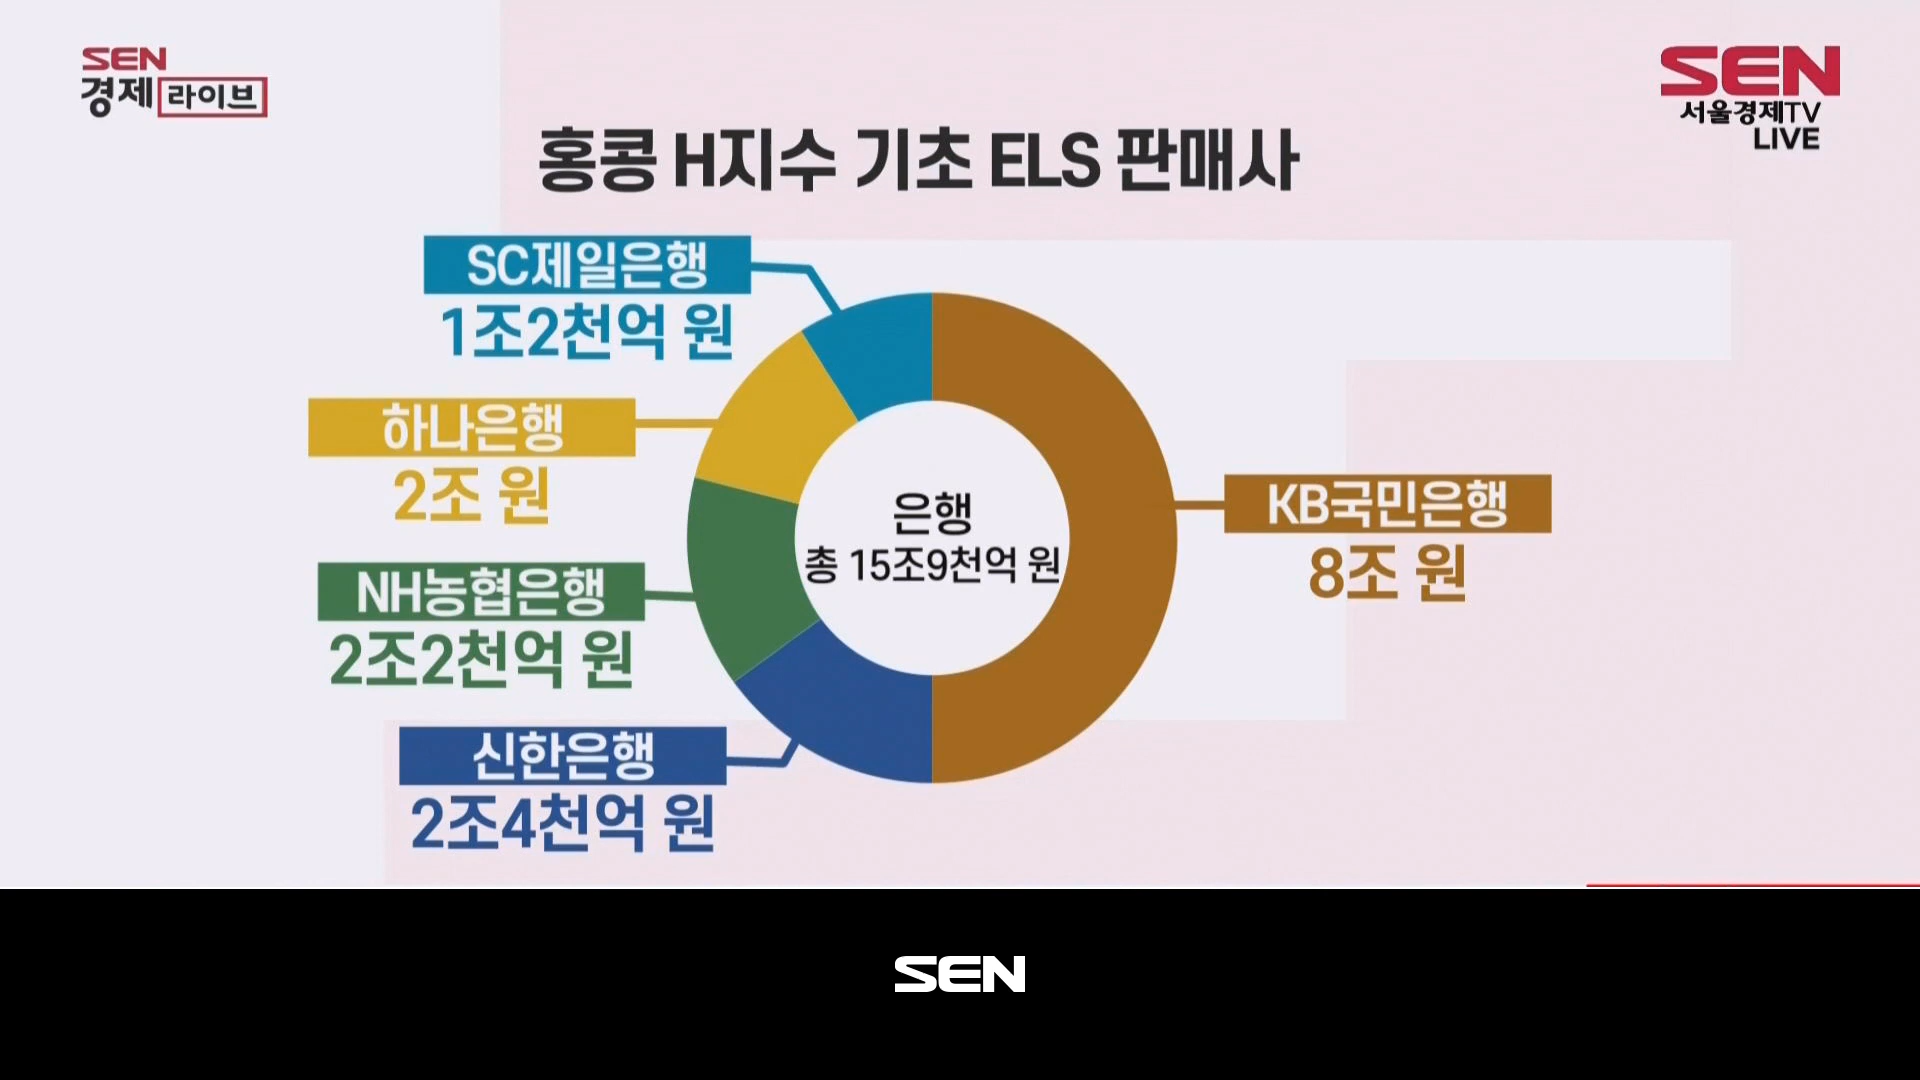 SEN
경제 라이브
SEN
서울경제TV
LIVE
홍콩 H지수 기초 ELS 판매사
SC제일은행
1조2천억 원
하나은행
2조 원
NH농협은행
2조2천억 원
신한은행
2조4천억 원
은행
총 15조9천억 원
KB국민은행
8조 원
SEN